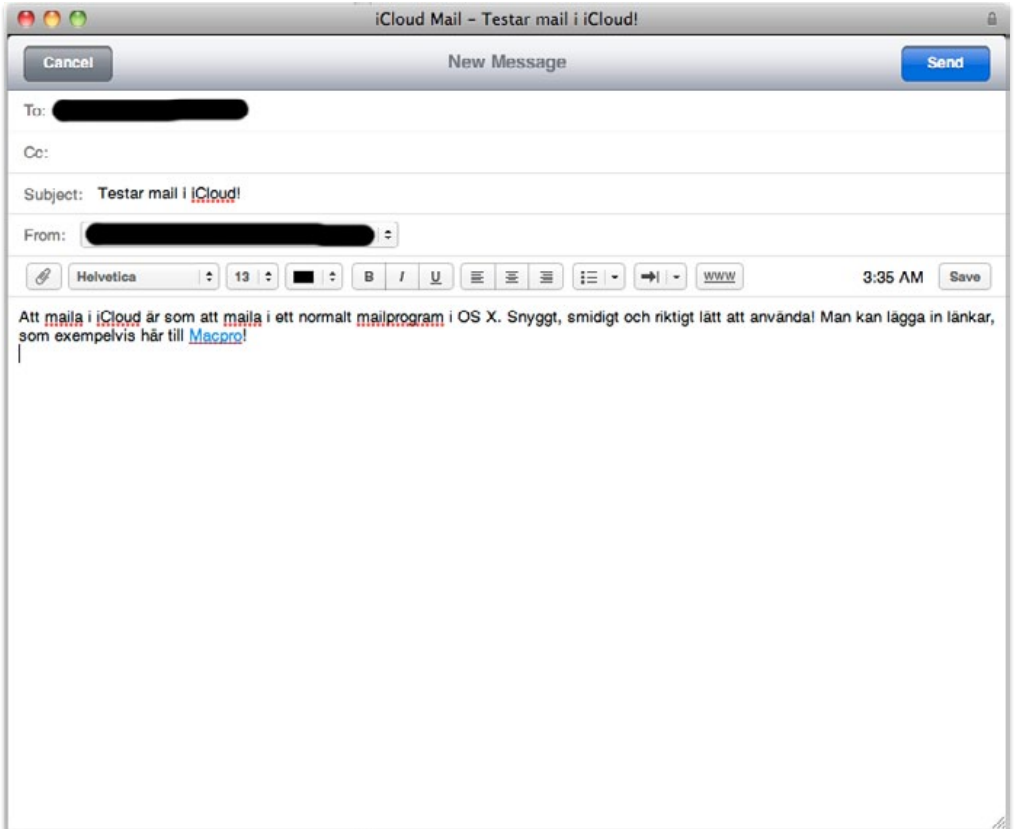 iCloud Mail – Testar mail i iCloud!
Cancel New Message Send
To:
Cc:
Subject: Testar mail i iCloud!
From:
Helvetica 13 B I U www 3:35 AM Save
Att maila i iCloud är som att maila i ett normalt mailprogram i OS X. Snyggt, smidigt och riktigt lätt att använda! Man kan lägga in länkar,
som exempelvis här till Macpro!